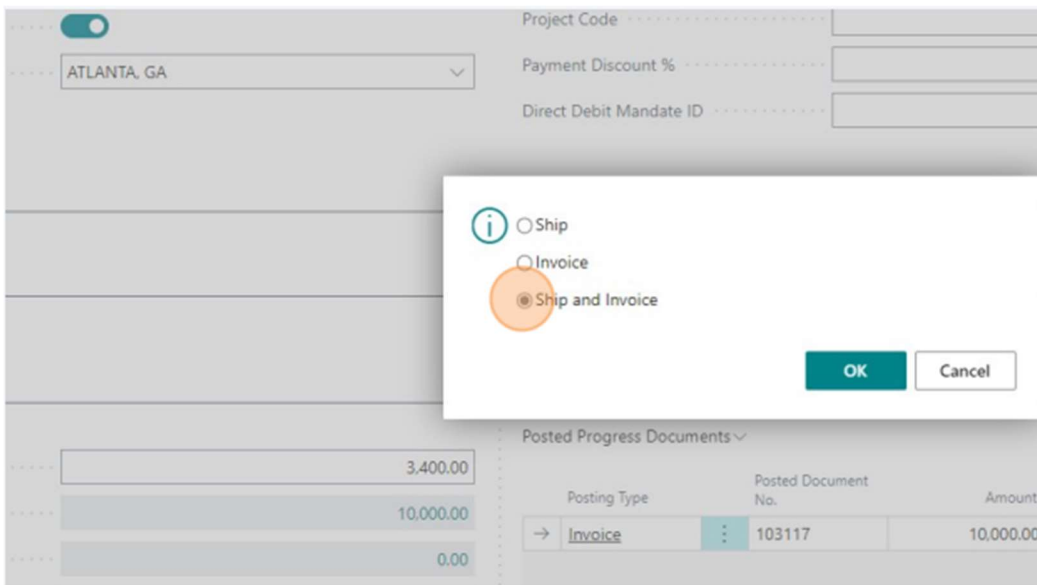 Project Code
ATLANTA, GA
Payment Discount %
Direct Debit Mandate ID
Ship
Invoice
Ship and Invoice
OK Cancel
Posted Progress Documents
3,400.00
10,000.00
0.00
Posting Type Posted Document No. Amount
Invoice 103117 10,000.00